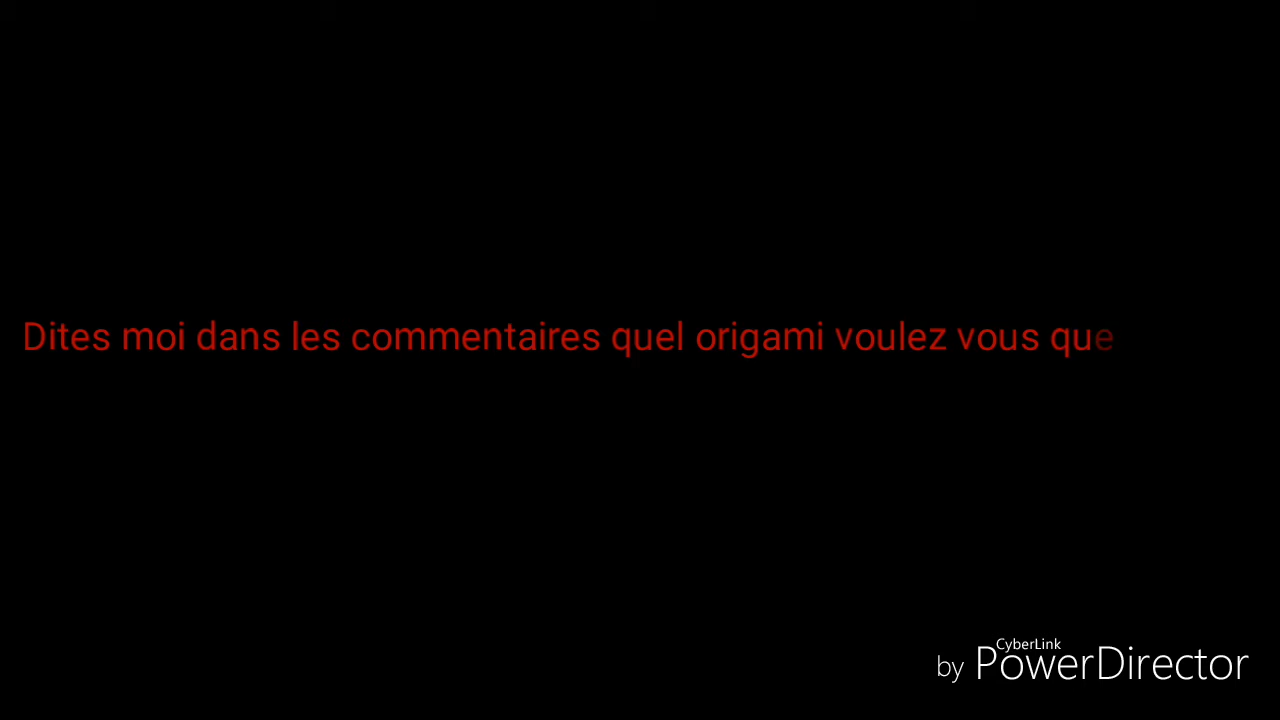 Dites moi dans les commentaires quel origami voulez vous que
CyberLink
by PowerDirector